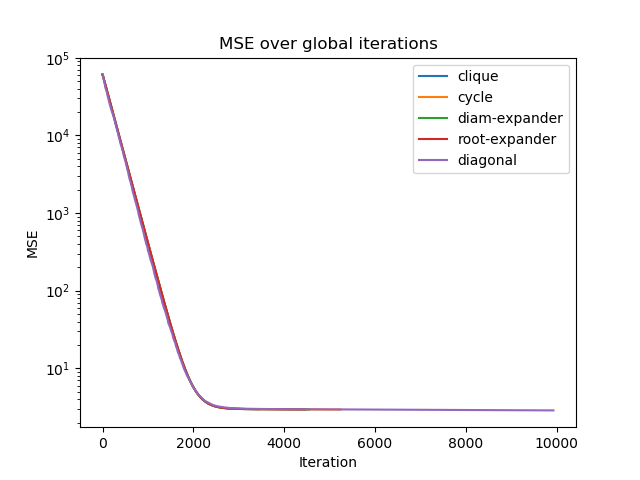 MSE over global iterations
10^5
10^4
10^3
10^2
10^1
MSE
clique
cycle
diam-expander
root-expander
diagonal
0 2000 4000 6000 8000 10000
Iteration